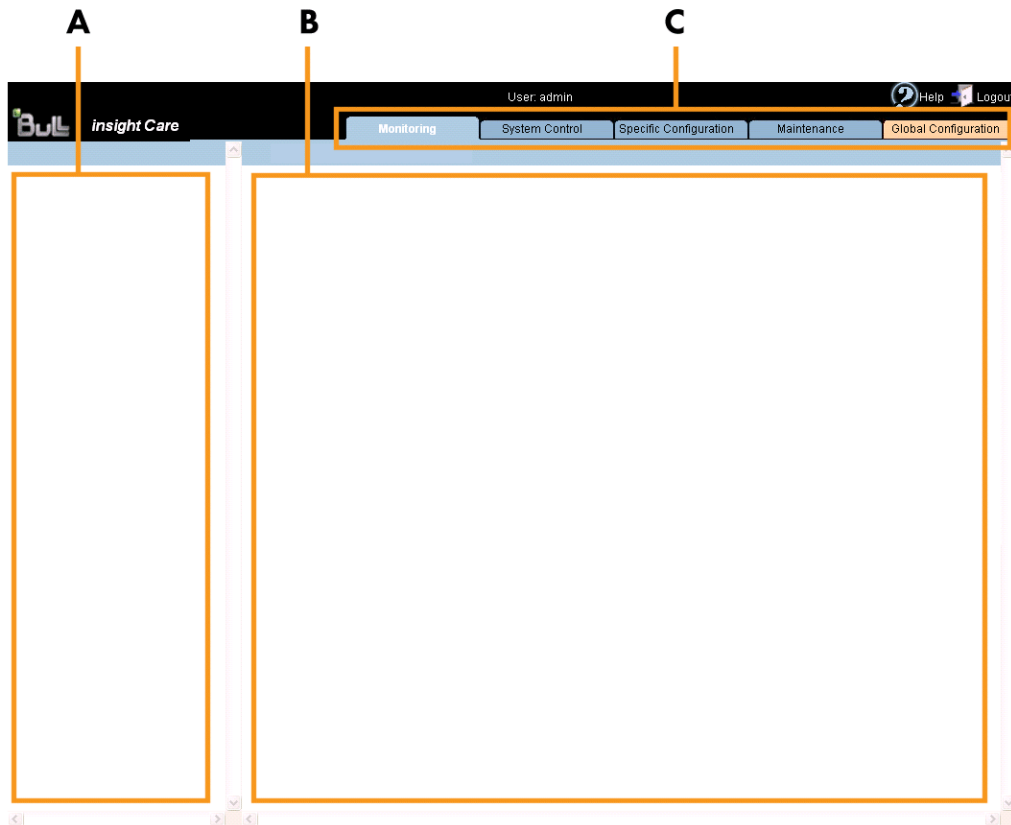 A B C
User: admin
Help Logout
Bull insight Care
Monitoring System Control Specific Configuration Maintenance Global Configuration